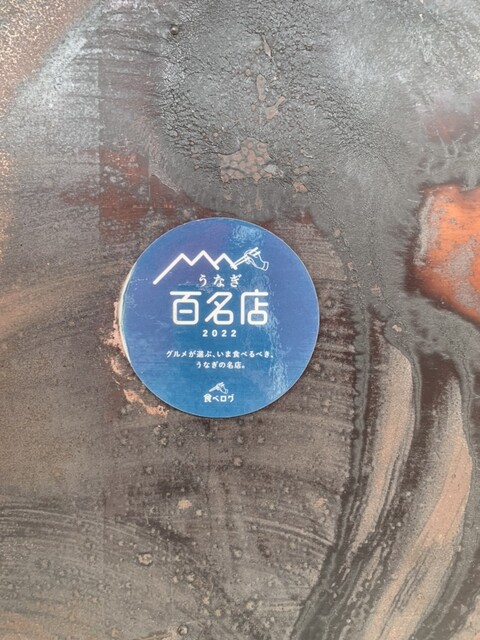 うなぎ
百名店
2022
グルメが選ぶ、いま食べるべき、
うなぎの名店。
食べログ